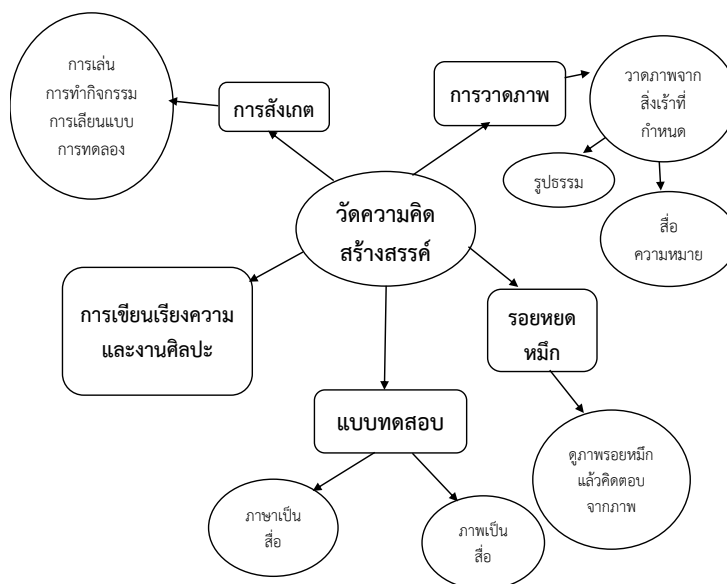 การเล่น
การทำกิจกรรม
การเลียนแบบ
การทดลอง
การสังเกต
การวาดภาพ
วาดภาพจาก
สิ่งเร้าที่
กำหนด
รูปธรรม
สื่อ
ความหมาย
วัดความคิด
สร้างสรรค์
การเขียนเรียงความ
และงานศิลปะ
รอยหยด
หมึก
แบบทดสอบ
ดูภาพรอยหมึก
แล้วคิดตอบ
จากภาพ
ภาษาเป็น
สื่อ
ภาพเป็น
สื่อ